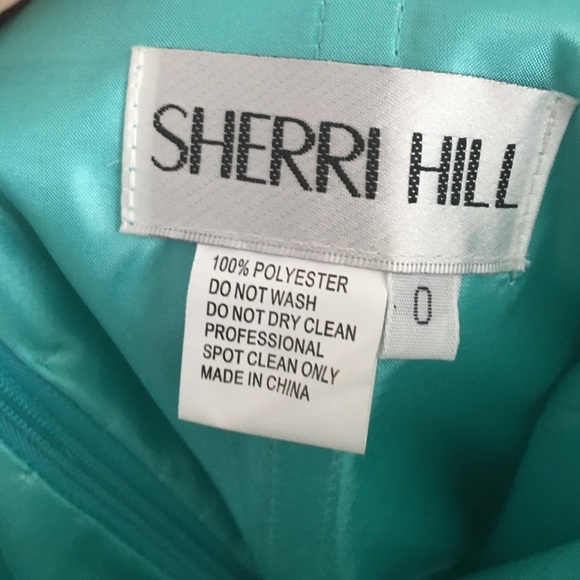 SHERRI HILL
100% POLYESTER
DO NOT WASH
DO NOT DRY CLEAN
PROFESSIONAL
SPOT CLEAN ONLY
MADE IN CHINA
0